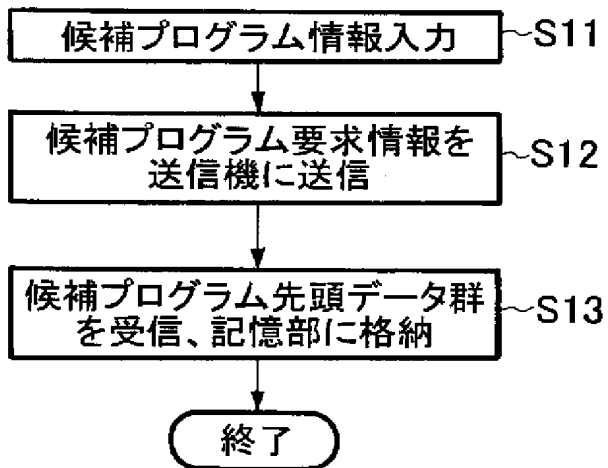 候補プログラム情報入力
S11
候補プログラム要求情報を
送信機に送信
S12
候補プログラム先頭データ群
を受信、記憶部に格納
S13
終了